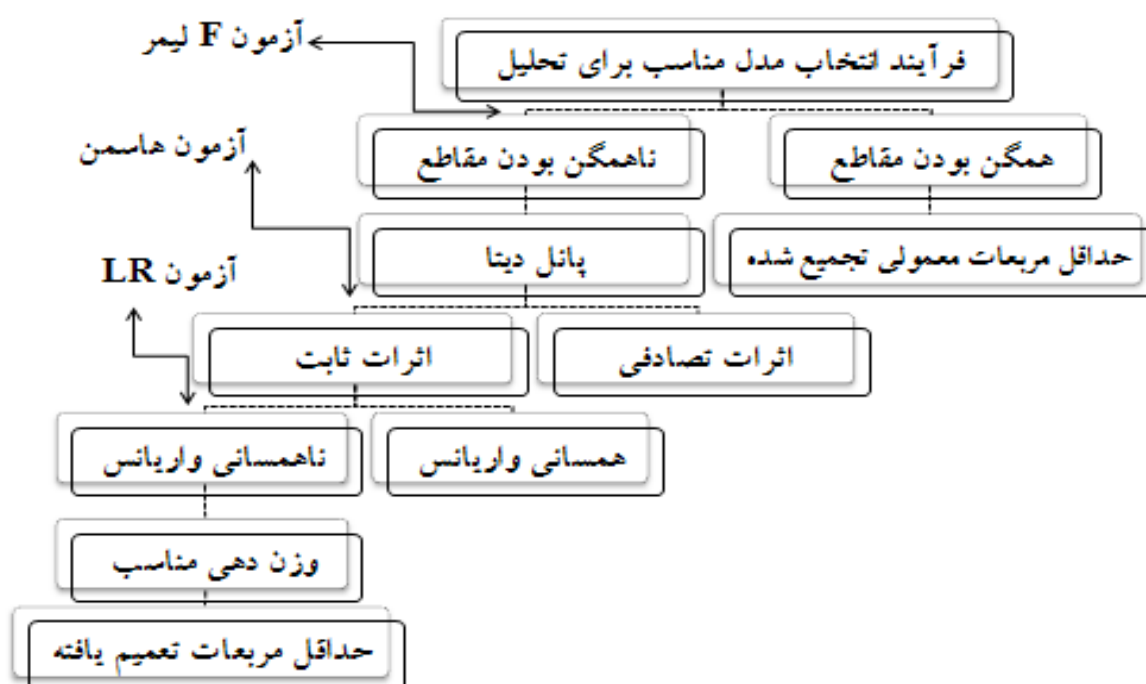 آزمون F لیمر
فرآیند انتخاب مدل مناسب برای تحلیل
آزمون هاسمن
همگن بودن مقاطع
ناهمگن بودن مقاطع
حداقل مربعات معمولی تجمیع شده
پانل دیتا
آزمون LR
اثرات تصادفی
اثرات ثابت
همسانی واریانس
ناهمسانی واریانس
وزن دهی مناسب
حداقل مربعات تعمیم یافته